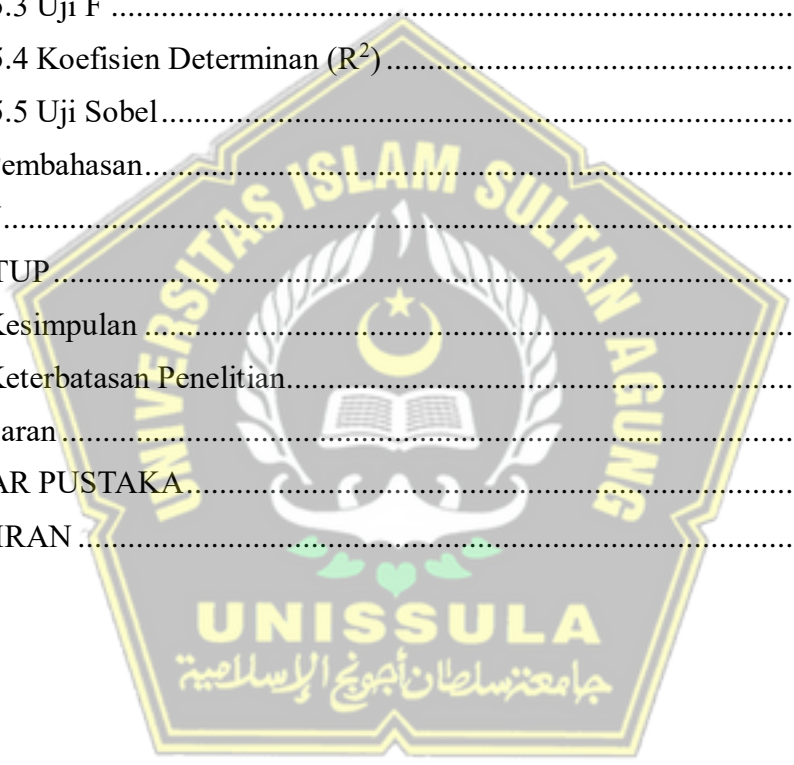 5.3 Uji F ........................................................................................
5.4 Koefisien Determinan (R²) ....................................................
5.5 Uji Sobel ...............................................................................
embahasan .................................................................................
..................................................................................................
TUP ............................................................................................
Kesimpulan ................................................................................
Keterbatasan Penelitian .............................................................
aran ............................................................................................
AR PUSTAKA ...........................................................................
IRAN ..........................................................................................
UNIVERSITAS ISLAM SULTAN AGUNG
UNISSULA
جامعة سلطان أجونج الإسلامية